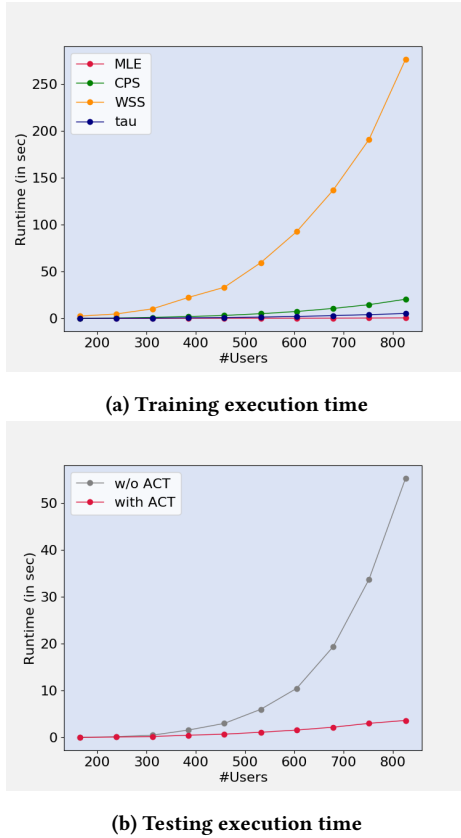 MLE
CPS
WSS
tau
250
200
150
100
50
0
Runtime (in sec)
200 300 400 500 600 700 800
#Users
(a) Training execution time
w/o ACT
with ACT
50
40
30
20
10
0
Runtime (in sec)
200 300 400 500 600 700 800
#Users
(b) Testing execution time